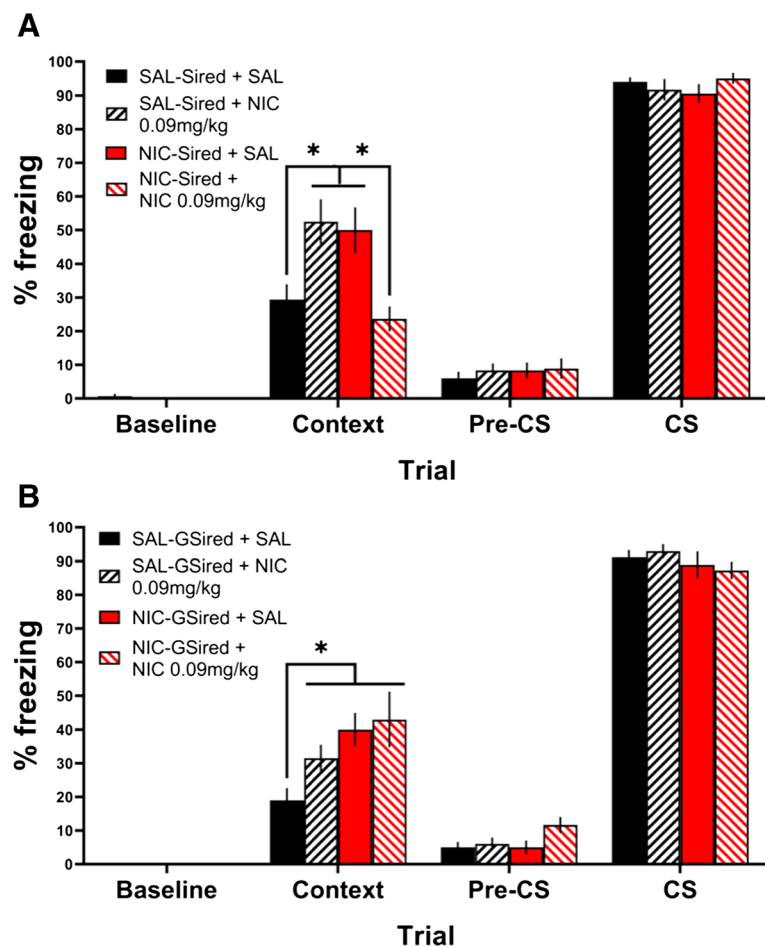 A
% freezing
100
90
80
70
60
50
40
30
20
10
0
SAL-Sired + SAL
SAL-Sired + NIC
0.09mg/kg
NIC-Sired + SAL
NIC-Sired +
NIC 0.09mg/kg
* *
Baseline Context Pre-CS CS
Trial
B
% freezing
100
90
80
70
60
50
40
30
20
10
0
SAL-GSired + SAL
SAL-GSired + NIC
0.09mg/kg
NIC-GSired + SAL
NIC-GSired +
NIC 0.09mg/kg
*
Baseline Context Pre-CS CS
Trial